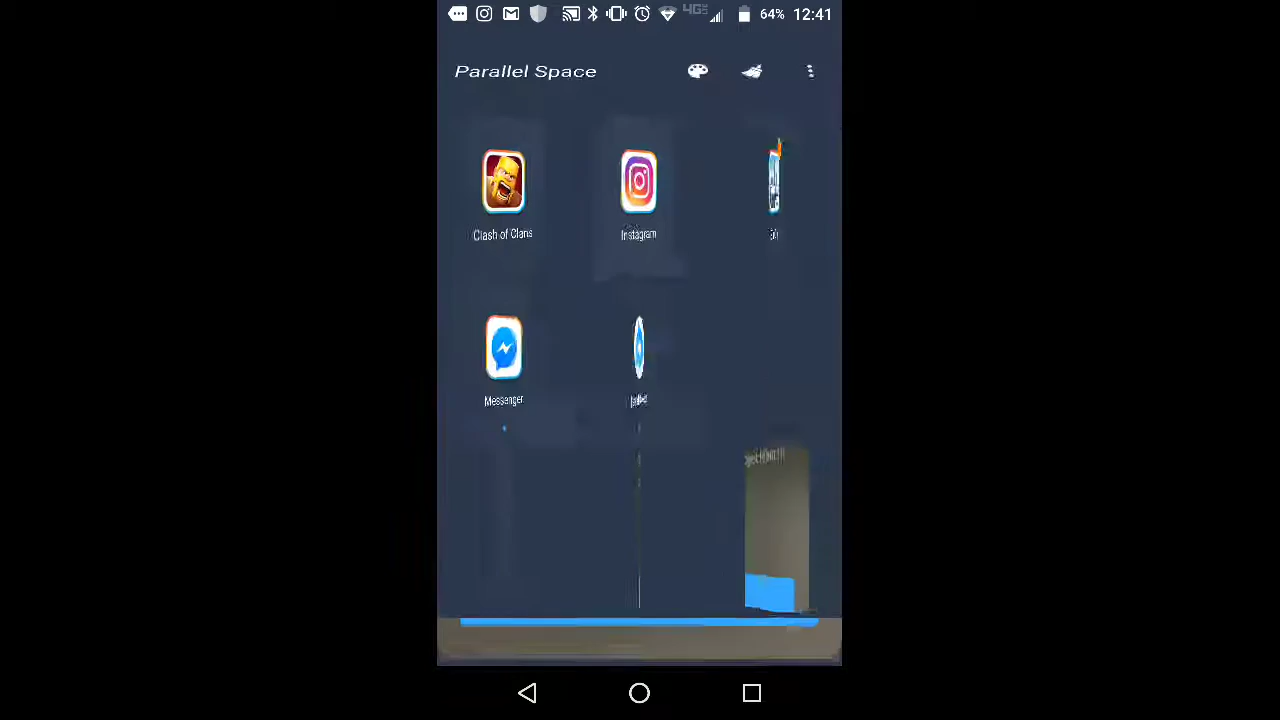 64% 12:41
Parallel Space
Clash of Clans
Instagram
Messenger